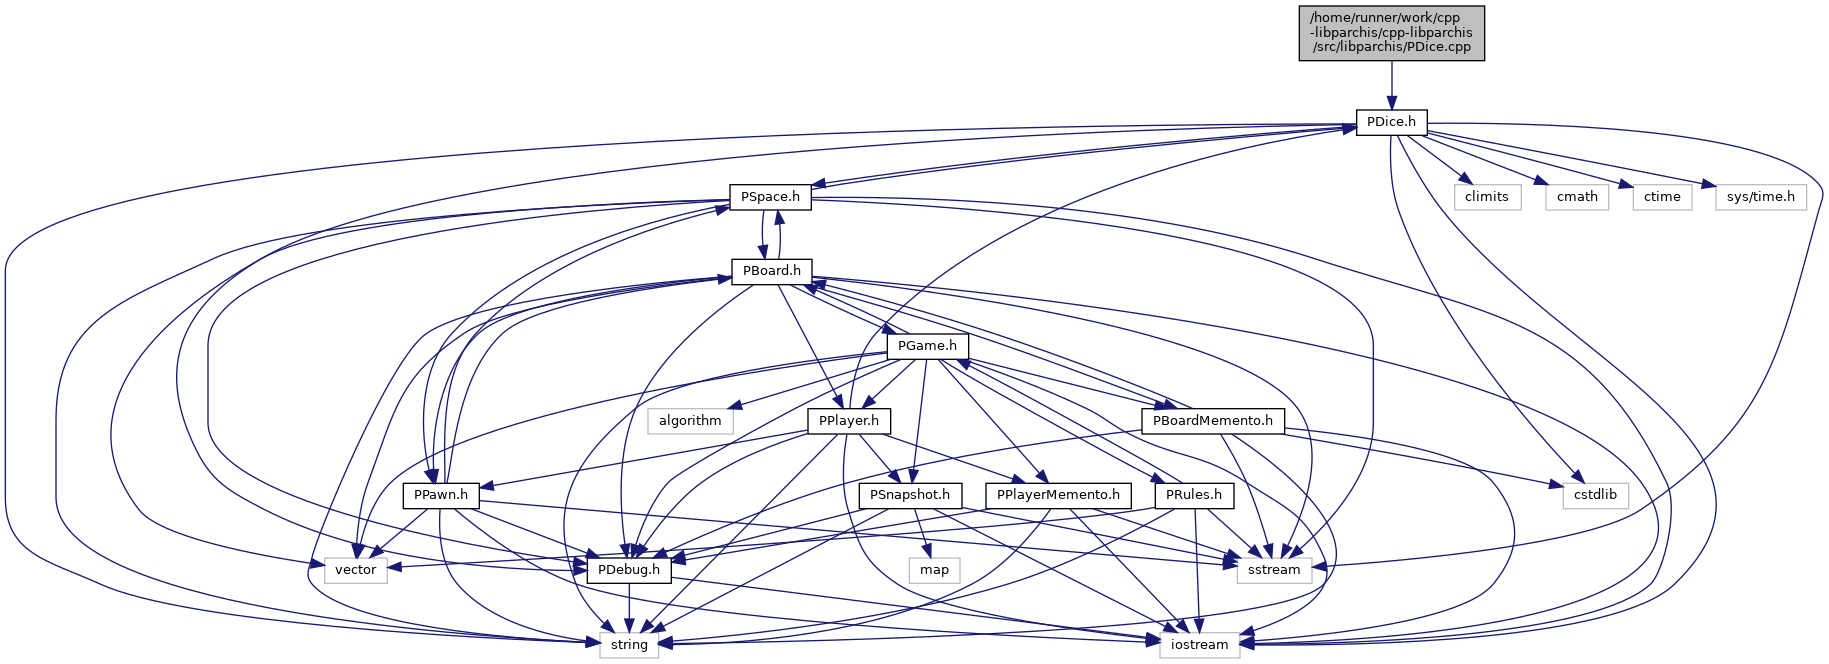 /home/runner/work/cpp
-libparchis/cpp-libparchis
/src/libparchis/PDice.cpp
PDice.h
PSpace.h
climits
cmath
ctime
sys/time.h
PBoard.h
PGame.h
algorithm
PPlayer.h
PBoardMemento.h
PPawn.h
PSnapshot.h
PPlayerMemento.h
PRules.h
cstdlib
vector
PDebug.h
map
sstream
string
iostream